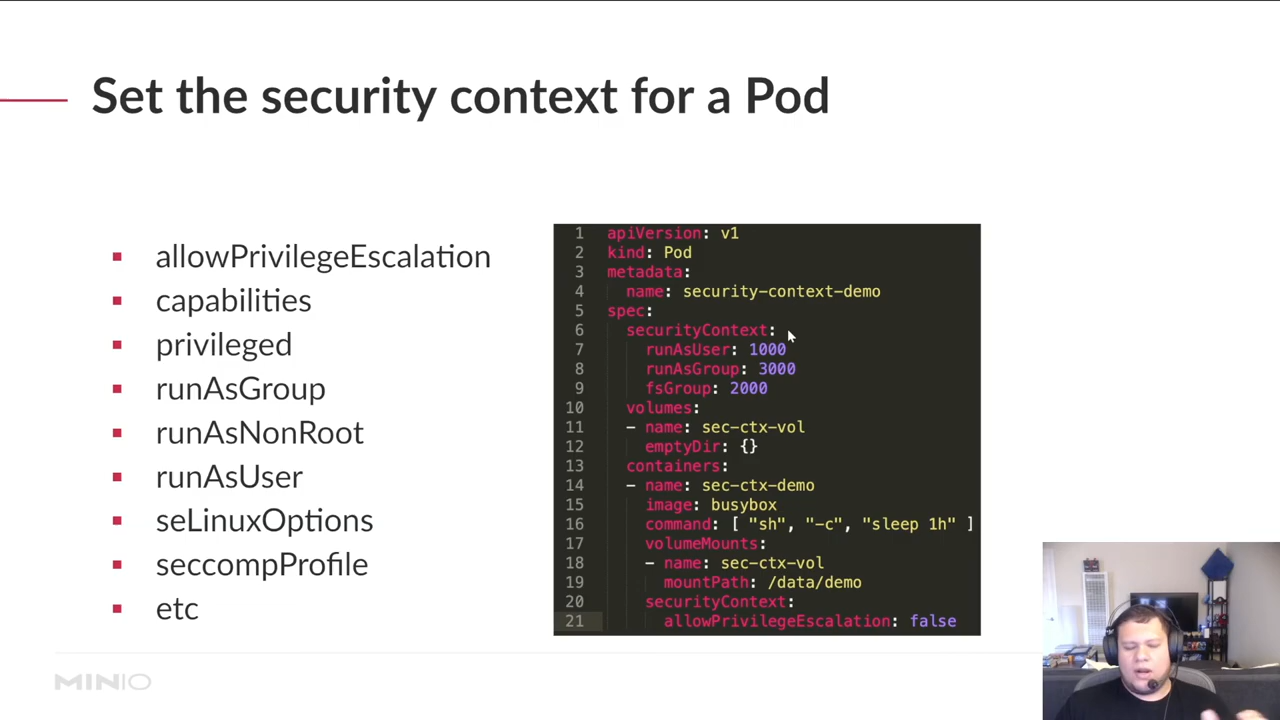 Set the security context for a Pod
▪ allowPrivilegeEscalation
▪ capabilities
▪ privileged
▪ runAsGroup
▪ runAsNonRoot
▪ runAsUser
▪ seLinuxOptions
▪ seccompProfile
▪ etc
1 apiVersion: v1
2 kind: Pod
3 metadata:
4   name: security-context-demo
5 spec:
6   securityContext:
7     runAsUser: 1000
8     runAsGroup: 3000
9     fsGroup: 2000
10   volumes:
11   - name: sec-ctx-vol
12     emptyDir: {}
13   containers:
14   - name: sec-ctx-demo
15     image: busybox
16     command: [ "sh", "-c", "sleep 1h" ]
17     volumeMounts:
18     - name: sec-ctx-vol
19       mountPath: /data/demo
20     securityContext:
21       allowPrivilegeEscalation: false
MINIO